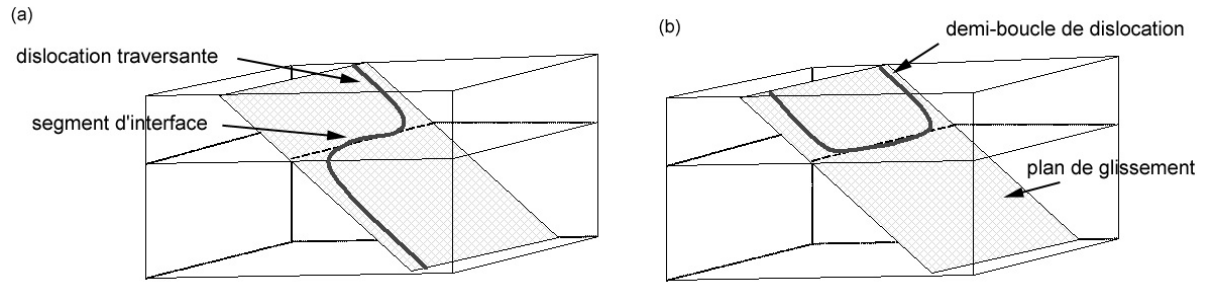 (a)
dislocation traversante
segment d'interface
(b)
demi-boucle de dislocation
plan de glissement